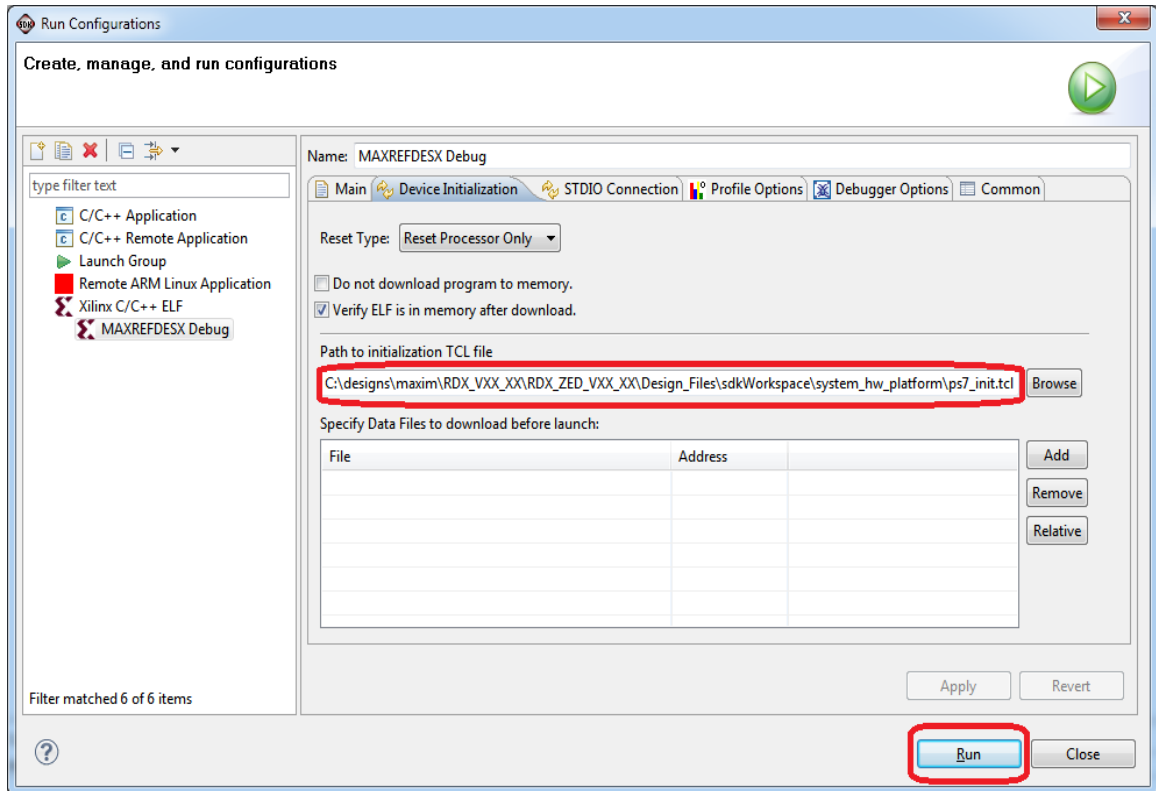 SDK Run Configurations X
Create, manage, and run configurations
type filter text
C/C++ Application
C/C++ Remote Application
Launch Group
Remote ARM Linux Application
Xilinx C/C++ ELF
MAXREFDESX Debug
Filter matched 6 of 6 items
Name: MAXREFDESX Debug
Main Device Initialization STDIO Connection Profile Options Debugger Options Common
Reset Type: Reset Processor Only
Do not download program to memory.
Verify ELF is in memory after download.
Path to initialization TCL file
C:\designs\maxim\RDX_VXX_XX\RDX_ZED_VXX_XX\Design_Files\sdkWorkspace\system_hw_platform\ps7_init.tcl Browse
Specify Data Files to download before launch:
File Address Add
Remove
Relative
Apply Revert
? Run Close